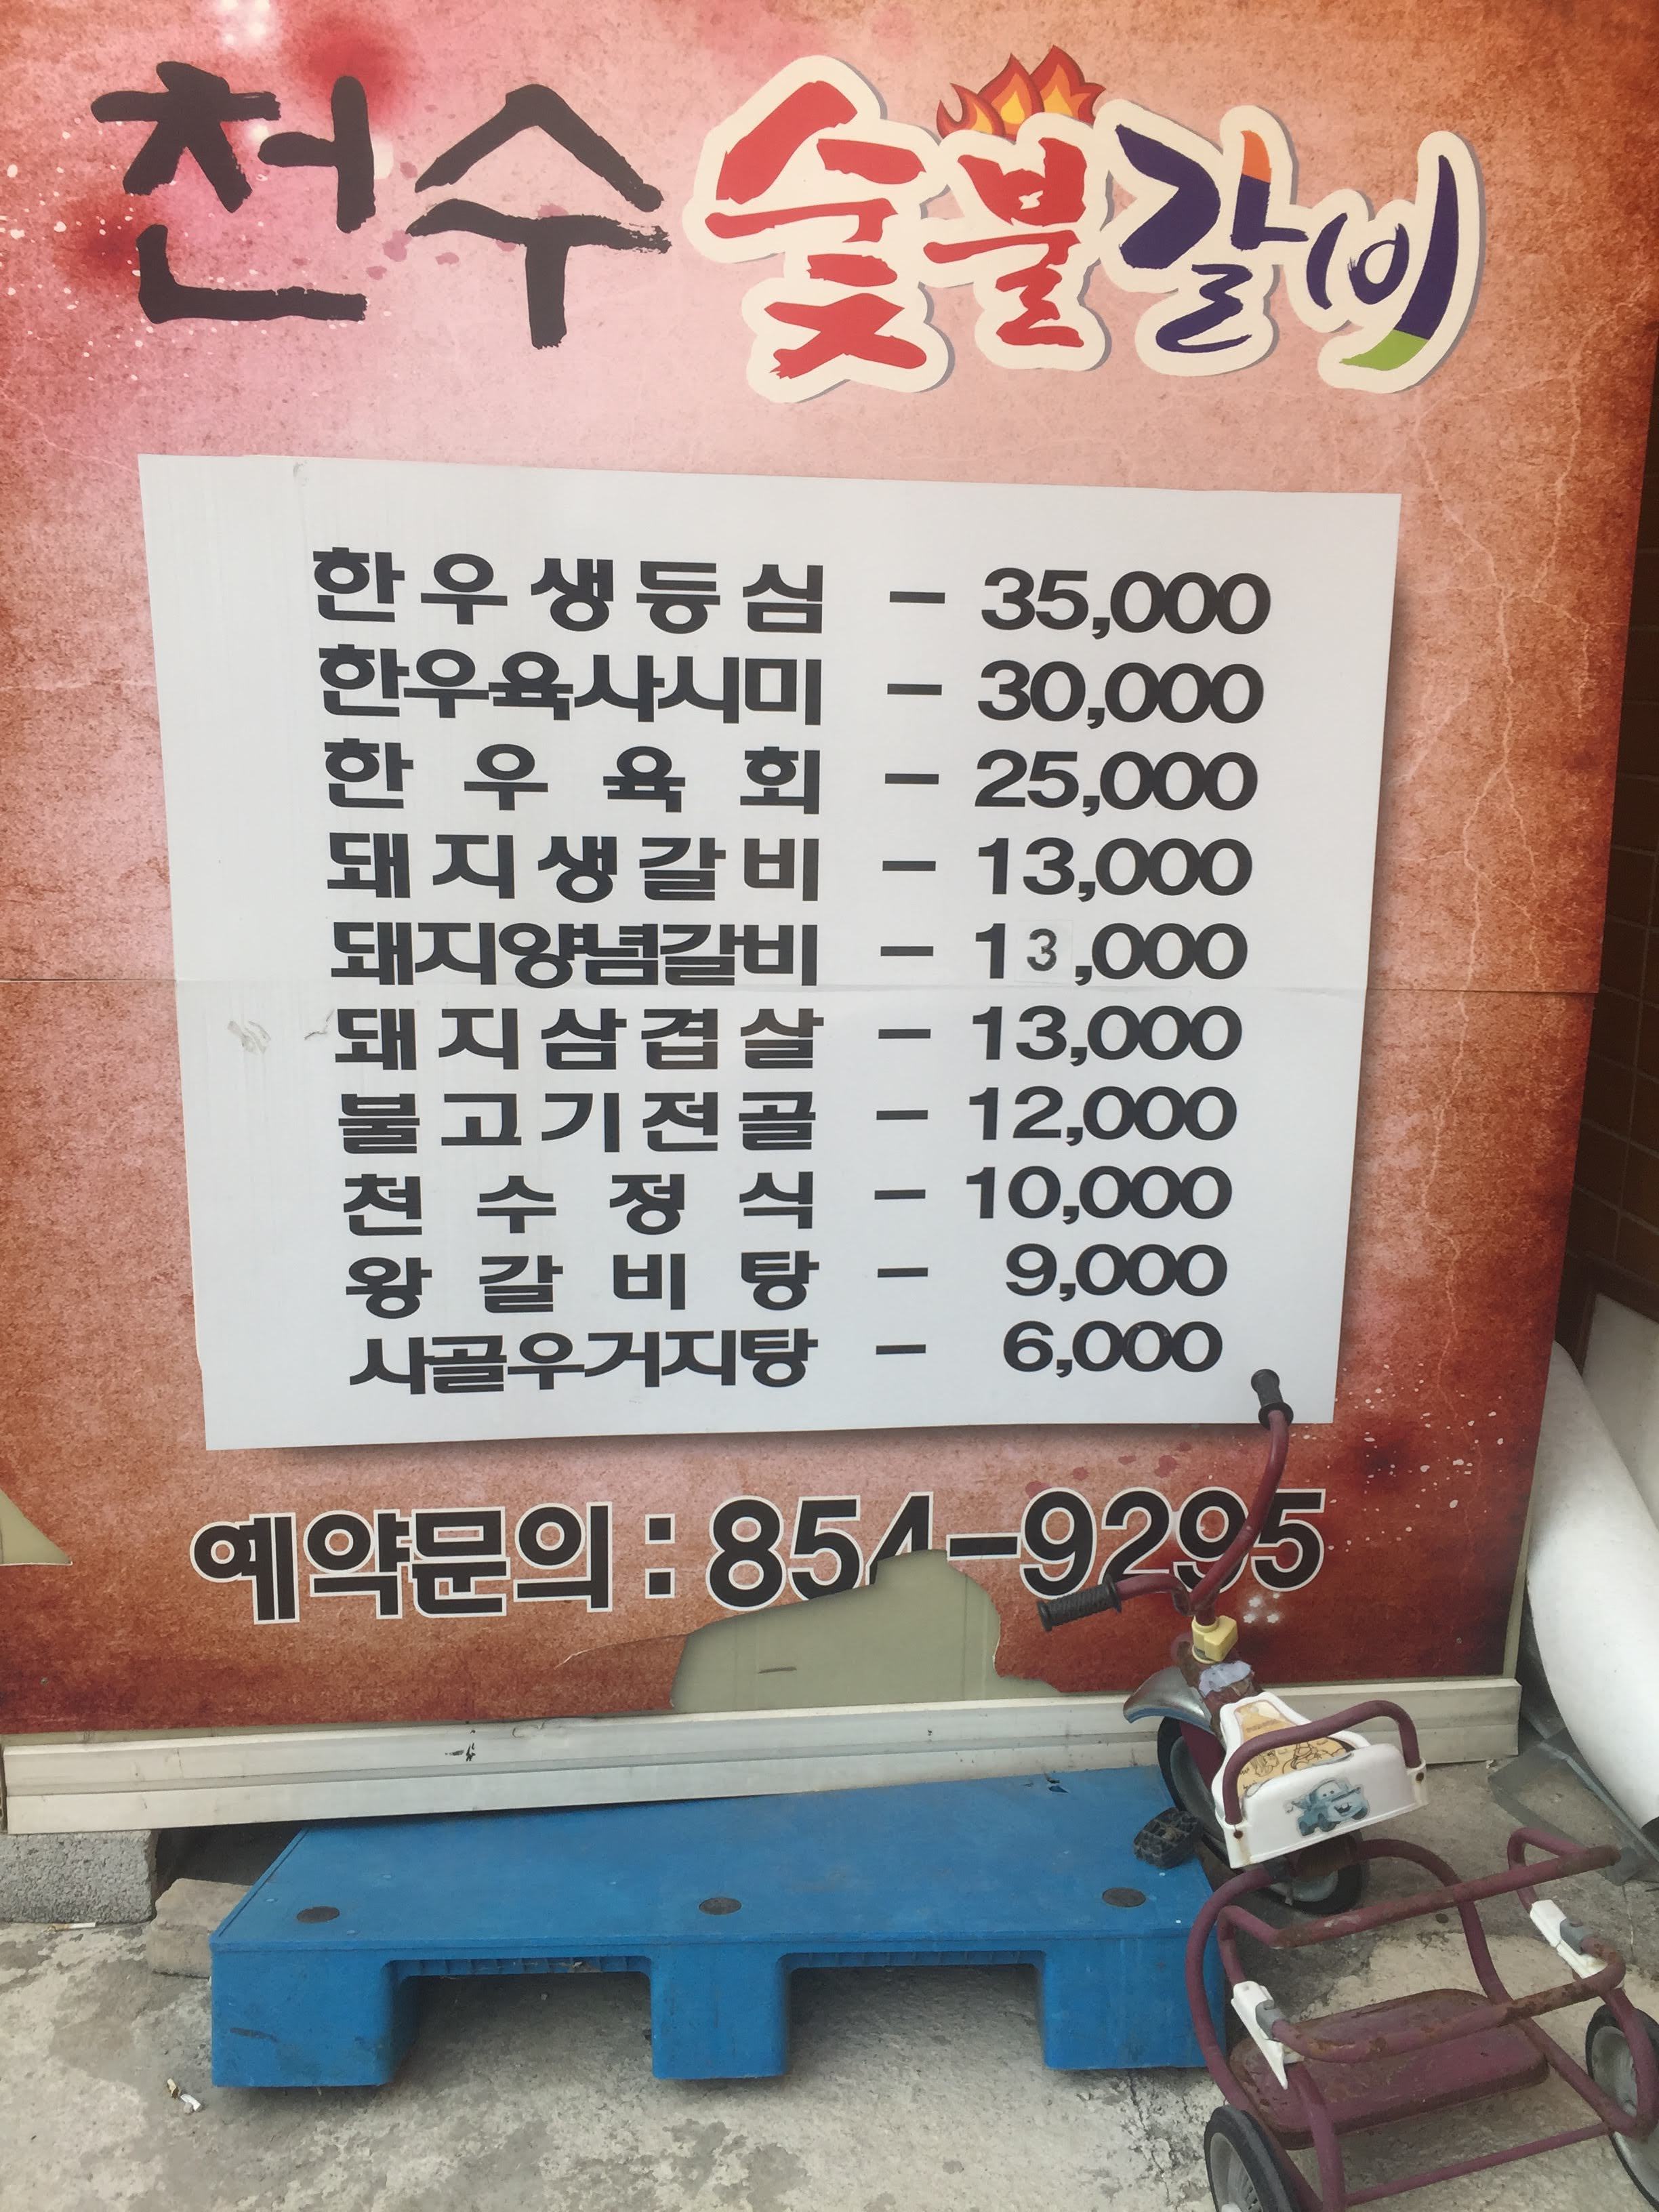 천수 숯불갈비
한우생등심 - 35,000
한우육사시미 - 30,000
한우육회 - 25,000
돼지생갈비 - 13,000
돼지양념갈비 - 13,000
돼지삼겹살 - 13,000
불고기전골 - 12,000
천수정식 - 10,000
왕갈비탕 - 9,000
사골우거지탕 - 6,000
예약문의 : 854-9295